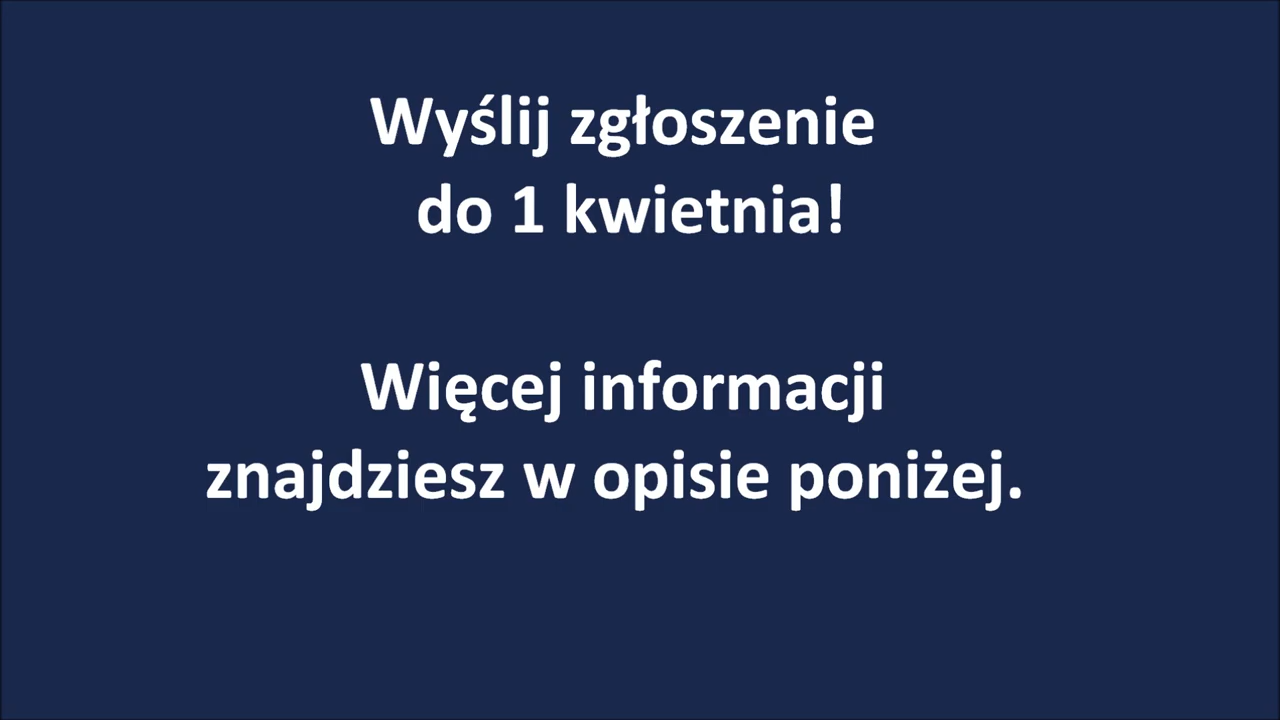 Wyślij zgłoszenie
do 1 kwietnia!
Więcej informacji
znajdziesz w opisie poniżej.